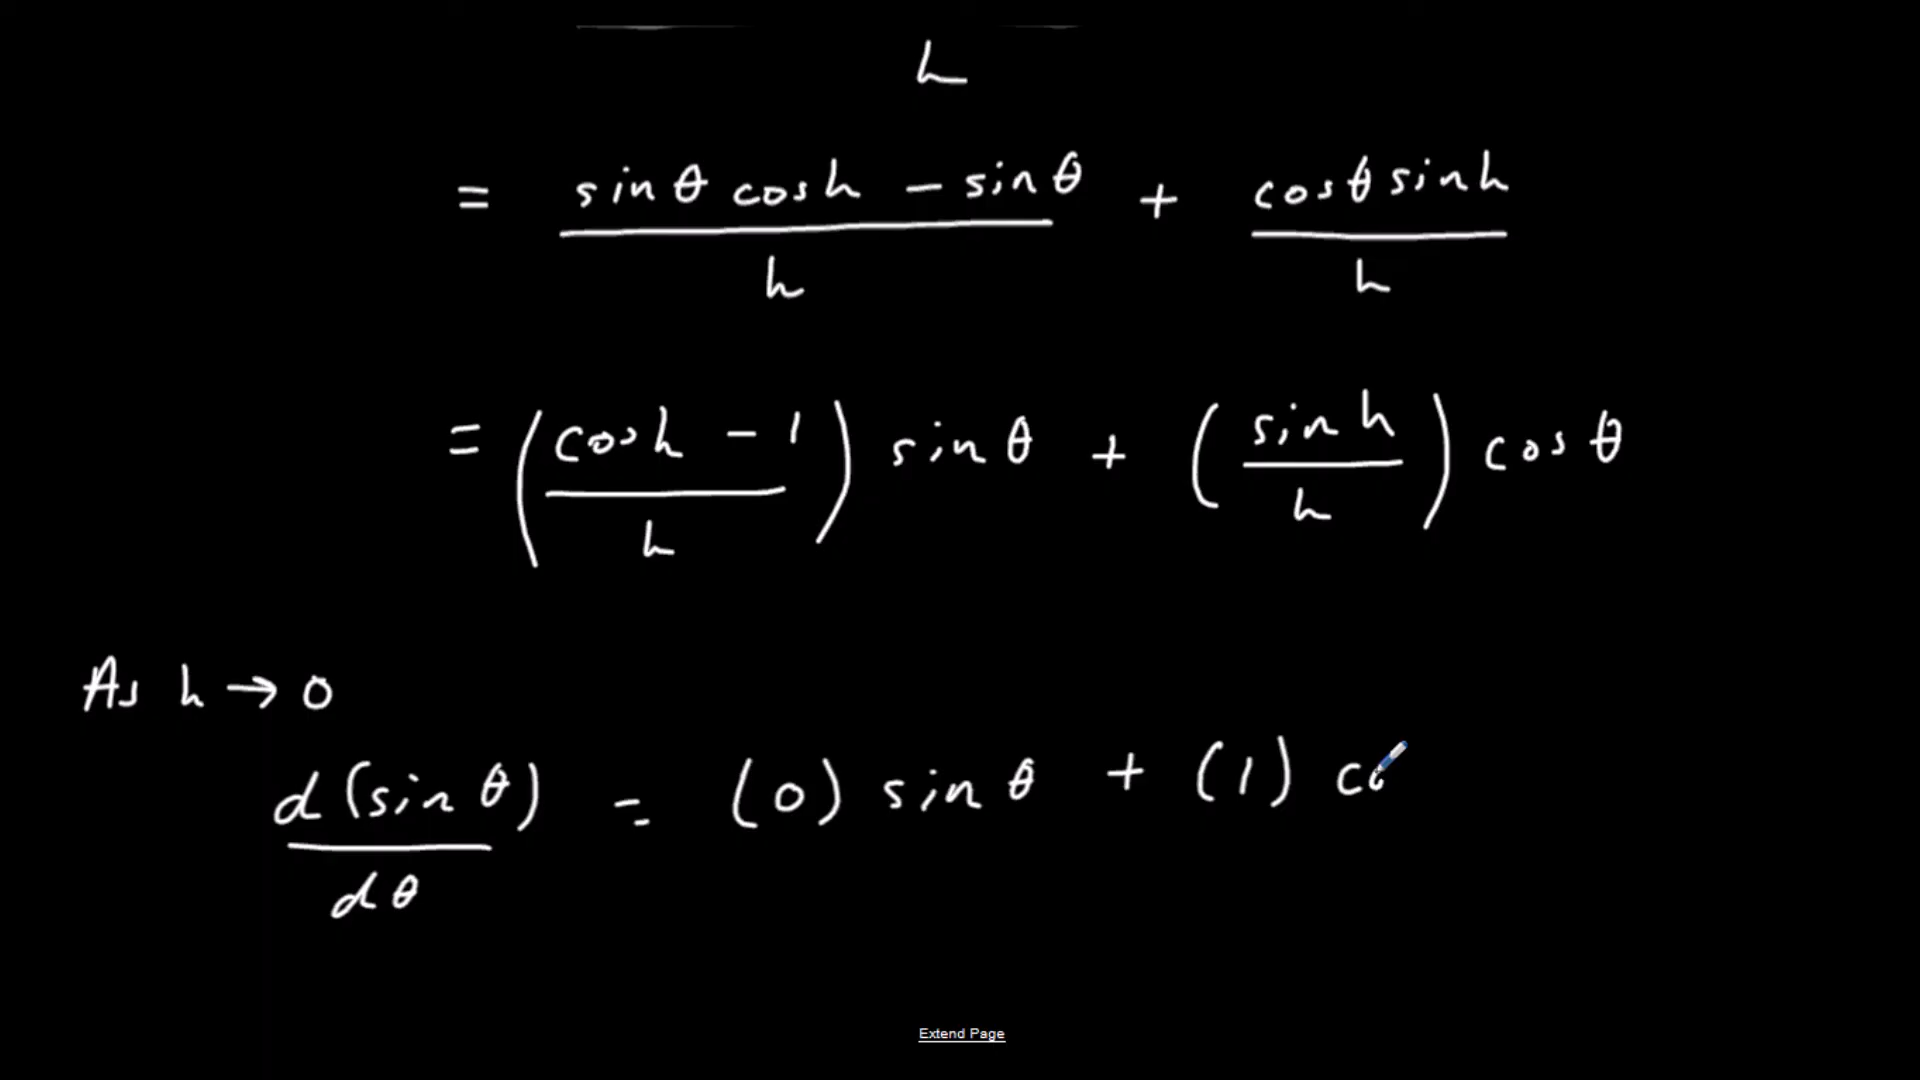 h
= (sinθ cosh − sinθ)/h + (cosθ sinh)/h
= ((cosh − 1)/h) sinθ + (sinh/h) cosθ
As h → 0
d(sinθ)/dθ = (0) sinθ + (1) co
Extend Page